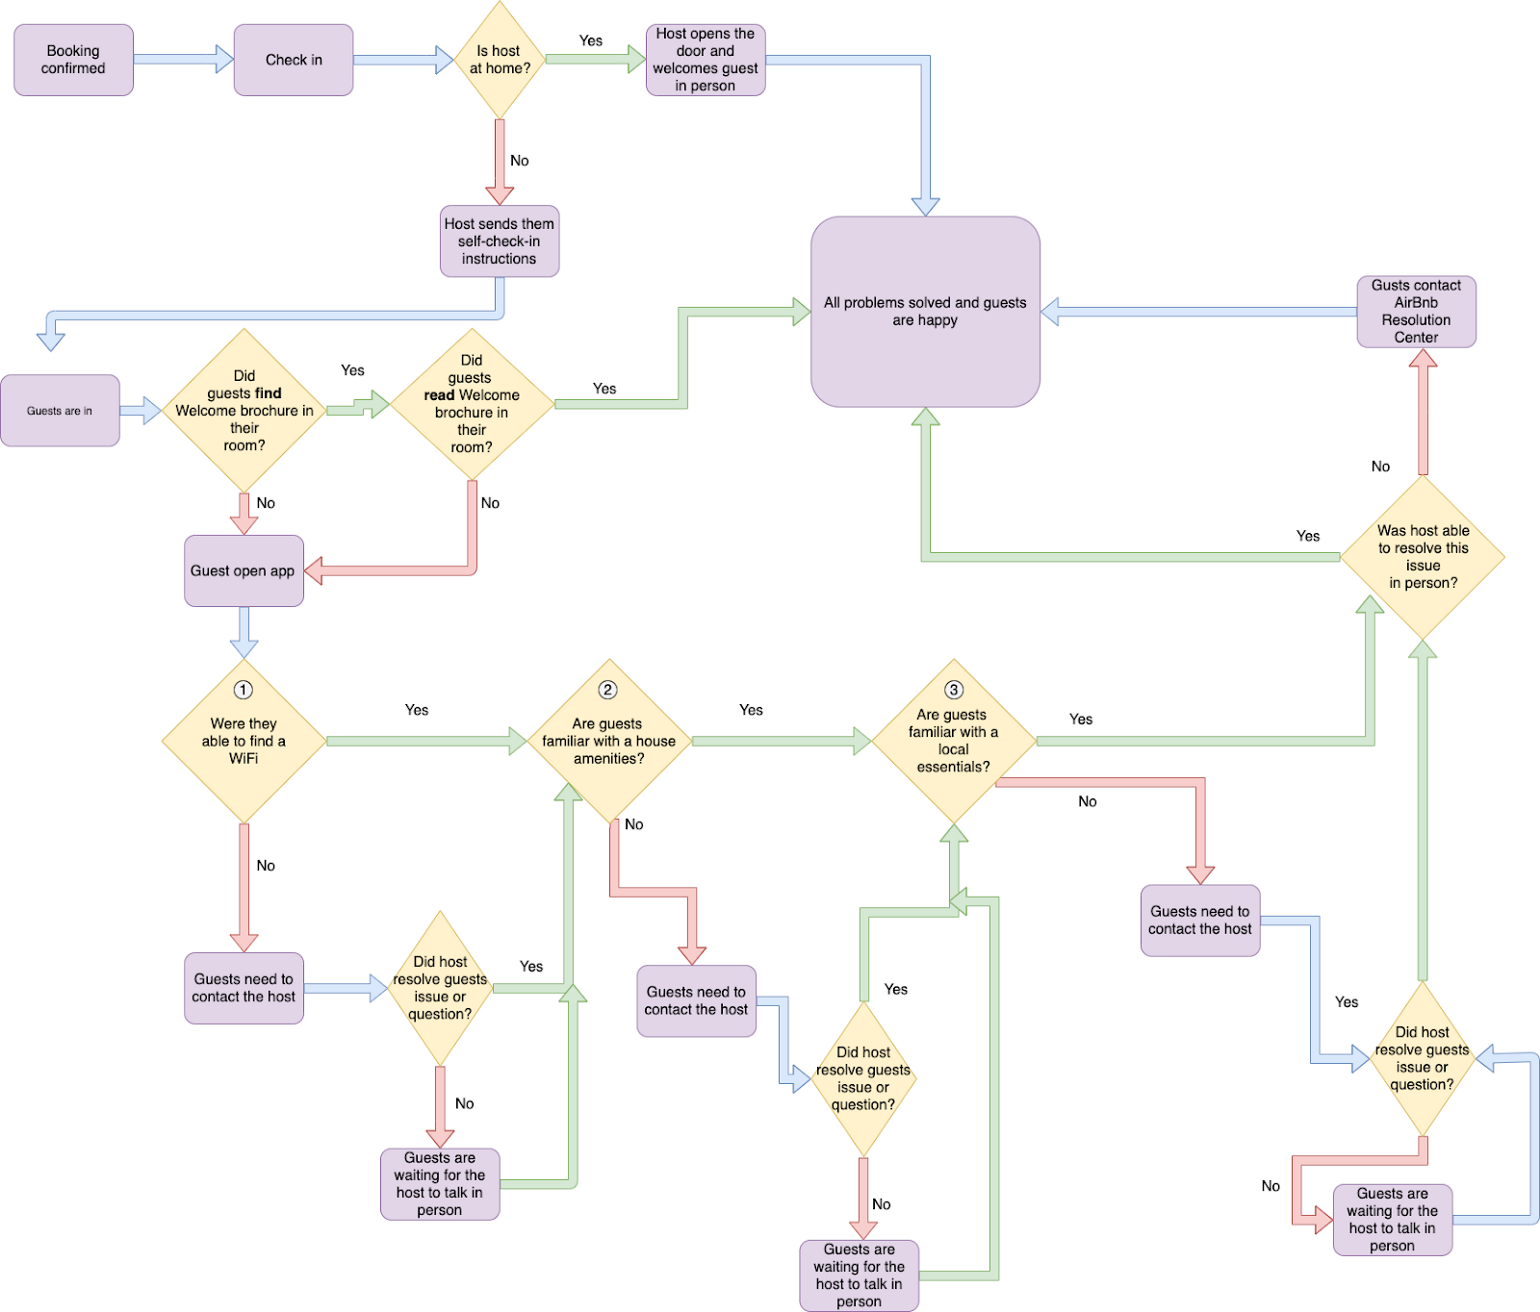 Booking
confirmed
Check in
Is host
at home?
Yes
Host opens the
door and
welcomes guest
in person
No
Host sends them
self-check-in
instructions
All problems solved and guests
are happy
Gusts contact
AirBnb
Resolution
Center
Guests are in
Did
guests find
Welcome brochure in
their
room?
Yes
Did
guests
read Welcome
brochure in
their
room?
Yes
No
No
No
Guest open app
Yes
Was host able
to resolve this
issue
in person?
1
Were they
able to find a
WiFi
Yes
2
Are guests
familiar with a house
amenities?
Yes
3
Are guests
familiar with a
local
essentials?
Yes
No
No
No
Guests need to
contact the host
Did host
resolve guests
issue or
question?
Yes
No
Guests are
waiting for the
host to talk in
person
Guests need to
contact the host
Yes
Did host
resolve guests
issue or
question?
No
Guests are
waiting for the
host to talk in
person
Guests need to
contact the host
Yes
Did host
resolve guests
issue or
question?
No
Guests are
waiting for the
host to talk in
person